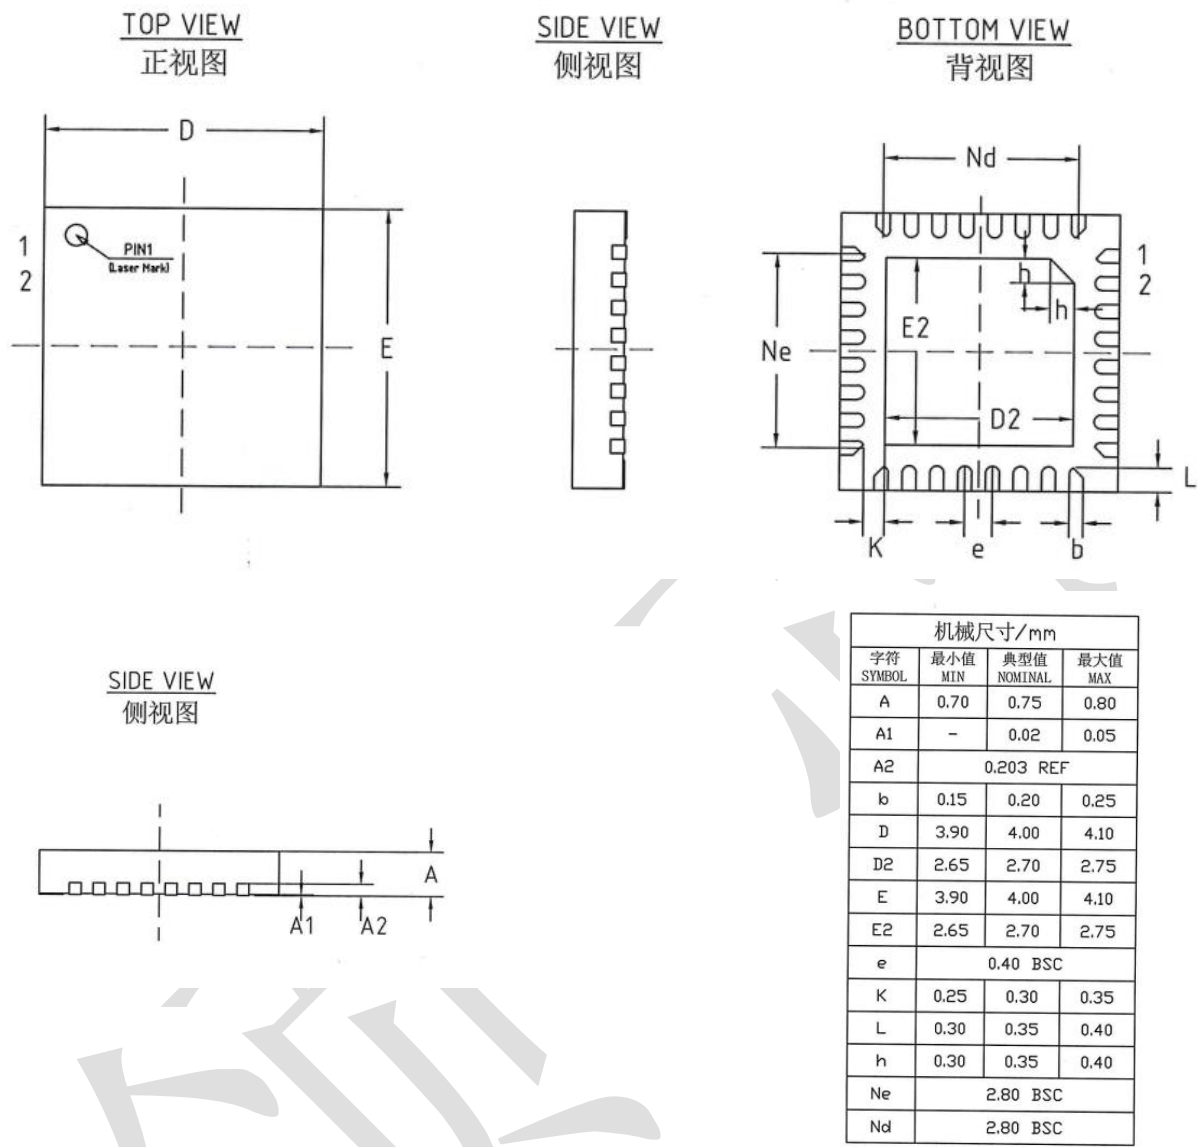 TOP VIEW
正视图
SIDE VIEW
侧视图
BOTTOM VIEW
背视图
D
1
2
PIN1
(Laser Mark)
E
Nd
1
2
h
h
E2
Ne
D2
L
K
e
b
SIDE VIEW
侧视图
A
A1
A2
机械尺寸/mm
字符 最小值 典型值 最大值
SYMBOL MIN NOMINAL MAX
A 0.70 0.75 0.80
A1 - 0.02 0.05
A2 0.203 REF
b 0.15 0.20 0.25
D 3.90 4.00 4.10
D2 2.65 2.70 2.75
E 3.90 4.00 4.10
E2 2.65 2.70 2.75
e 0.40 BSC
K 0.25 0.30 0.35
L 0.30 0.35 0.40
h 0.30 0.35 0.40
Ne 2.80 BSC
Nd 2.80 BSC